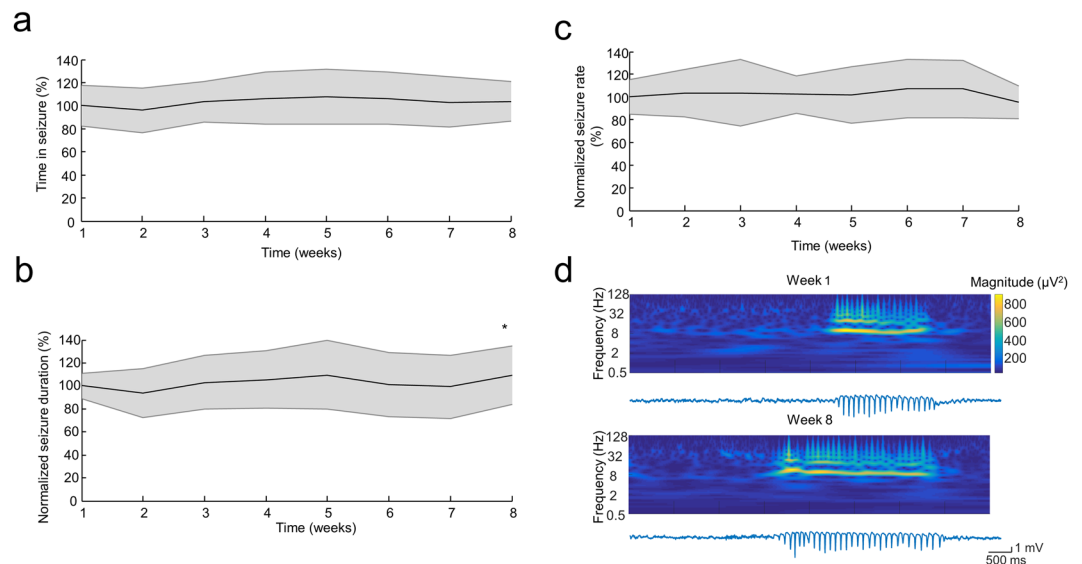 a
140
120
100
80
60
40
20
0
Time in seizure (%)
1 2 3 4 5 6 7 8
Time (weeks)
b
140
120
100
80
60
40
20
0
Normalized seizure duration (%)
*
1 2 3 4 5 6 7 8
Time (weeks)
c
140
120
100
80
60
40
20
0
Normalized seizure rate
(%)
1 2 3 4 5 6 7 8
Time (weeks)
d
Week 1
Magnitude (µV²)
Frequency (Hz)
128
32
8
2
0.5
800
600
400
200
Week 8
Frequency (Hz)
128
32
8
2
0.5
1 mV
500 ms